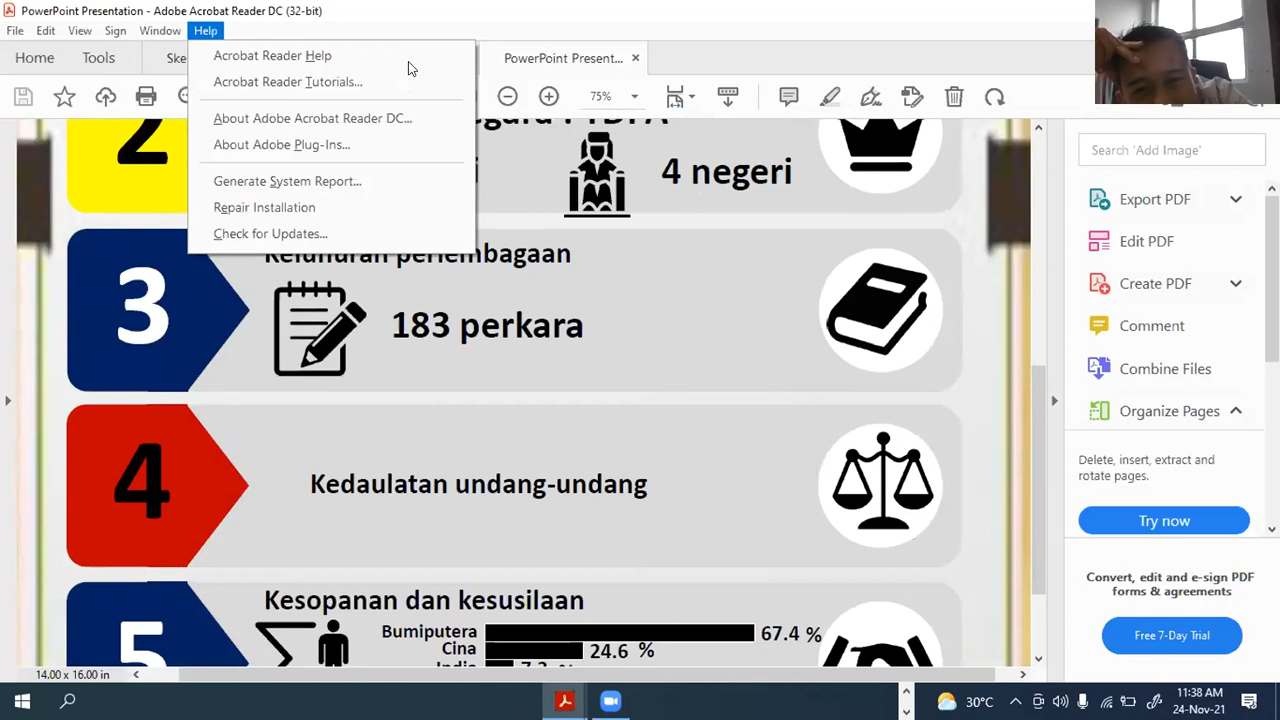 PowerPoint Presentation - Adobe Acrobat Reader DC (32-bit)
File Edit View Sign Window Help
Home Tools Ske PowerPoint Present... ×
75%
Acrobat Reader Help
Acrobat Reader Tutorials...
About Adobe Acrobat Reader DC...
About Adobe Plug-Ins...
Generate System Report...
Repair Installation
Check for Updates...
2
4 negeri
3
perlembagaan
183 perkara
4
Kedaulatan undang-undang
5
Kesopanan dan kesusilaan
Bumiputera 67.4 %
Cina 24.6 %
Search 'Add Image'
Export PDF
Edit PDF
Create PDF
Comment
Combine Files
Organize Pages
Delete, insert, extract and
rotate pages.
Try now
Convert, edit and e-sign PDF
forms & agreements
Free 7-Day Trial
14.00 x 16.00 in
30°C
11:38 AM
24-Nov-21